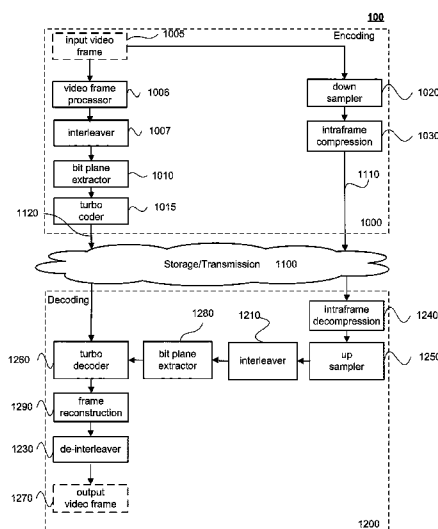 100
1005
Encoding
input video
frame
video frame
processor
1006
interleaver
1007
bit plane
extractor
1010
turbo
coder
1015
1120
down
sampler
1020
intraframe
compression
1030
1110
1000
Storage/Transmission 1100
Decoding
intraframe
decompression
1240
up
sampler
1250
1210
interleaver
1280
bit plane
extractor
1260
turbo
decoder
1290
frame
reconstruction
1230
de-interleaver
1270
output
video frame
1200